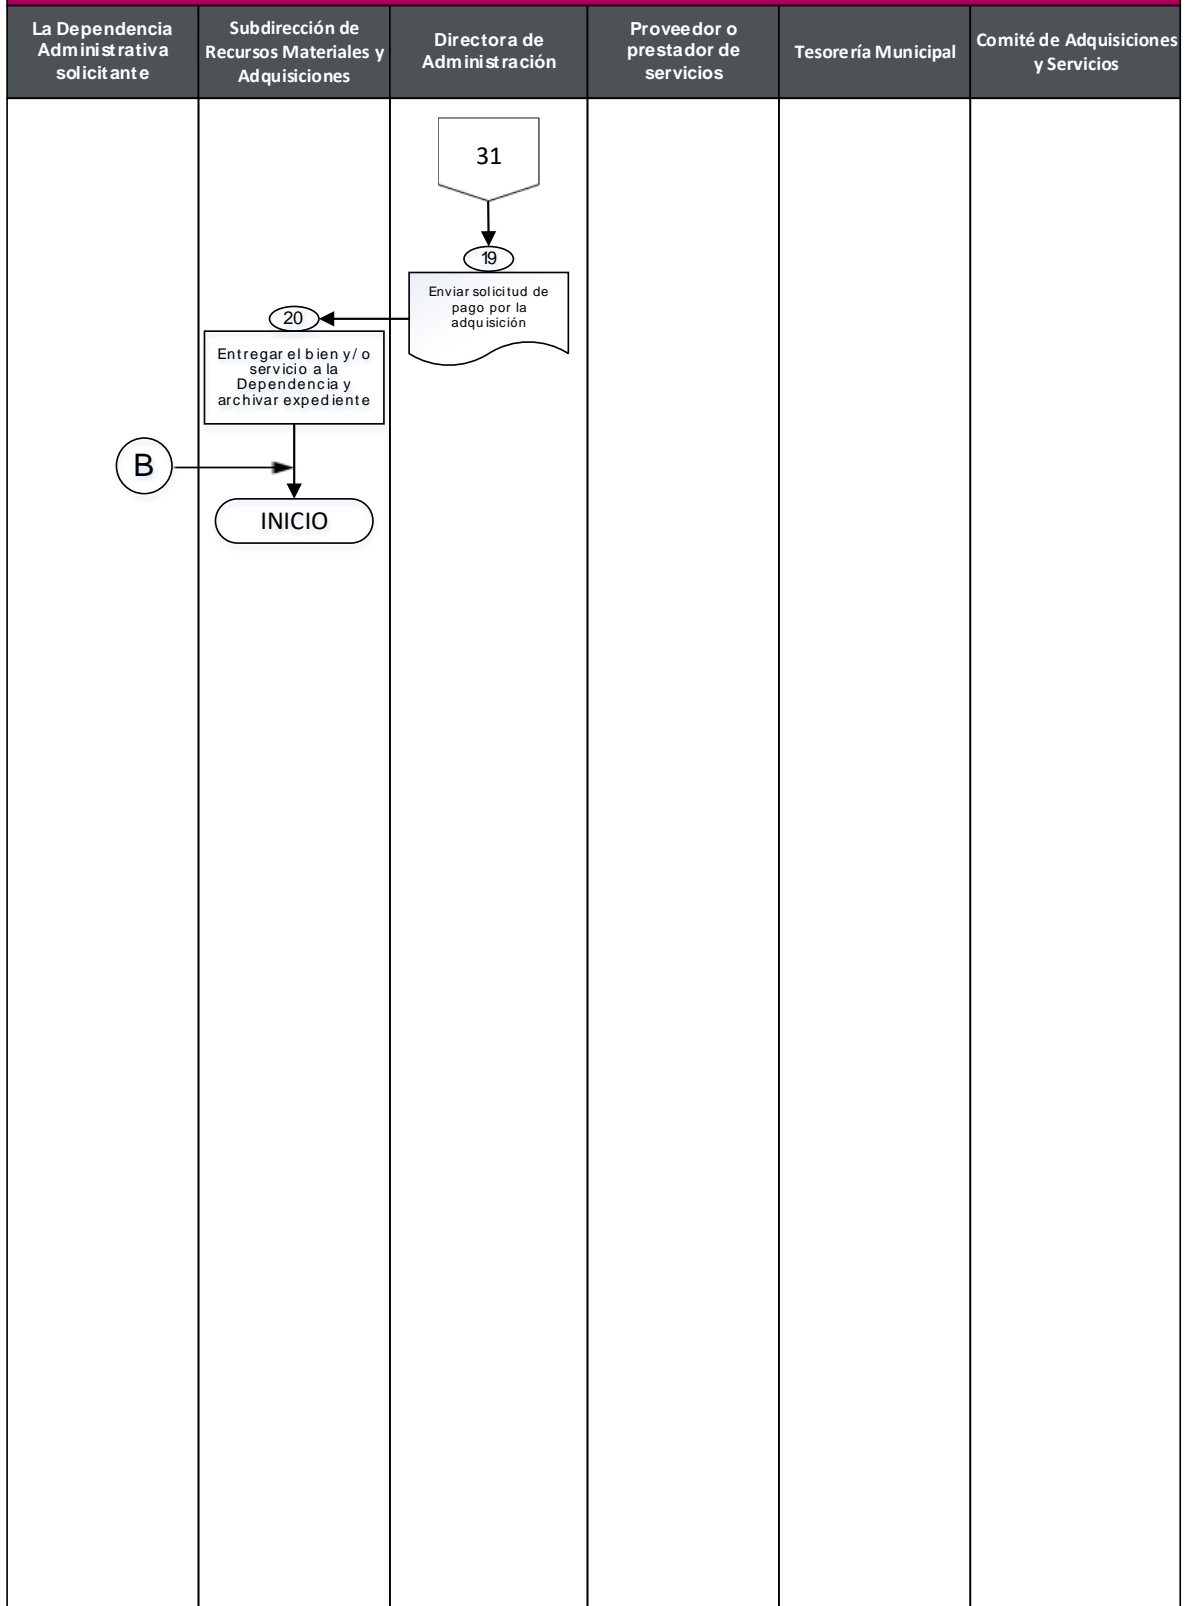 La Dependencia
Administrativa
solicitante
Subdirección de
Recursos Materiales y
Adquisiciones
Directora de
Administración
Proveedor o
prestador de
servicios
Tesorería Municipal
Comité de Adquisiciones
y Servicios
31
19
Enviar solicitud de
pago por la
adquisición
20
Entregar el bien y/o
servicio a la
Dependencia y
archivar expediente
B
INICIO